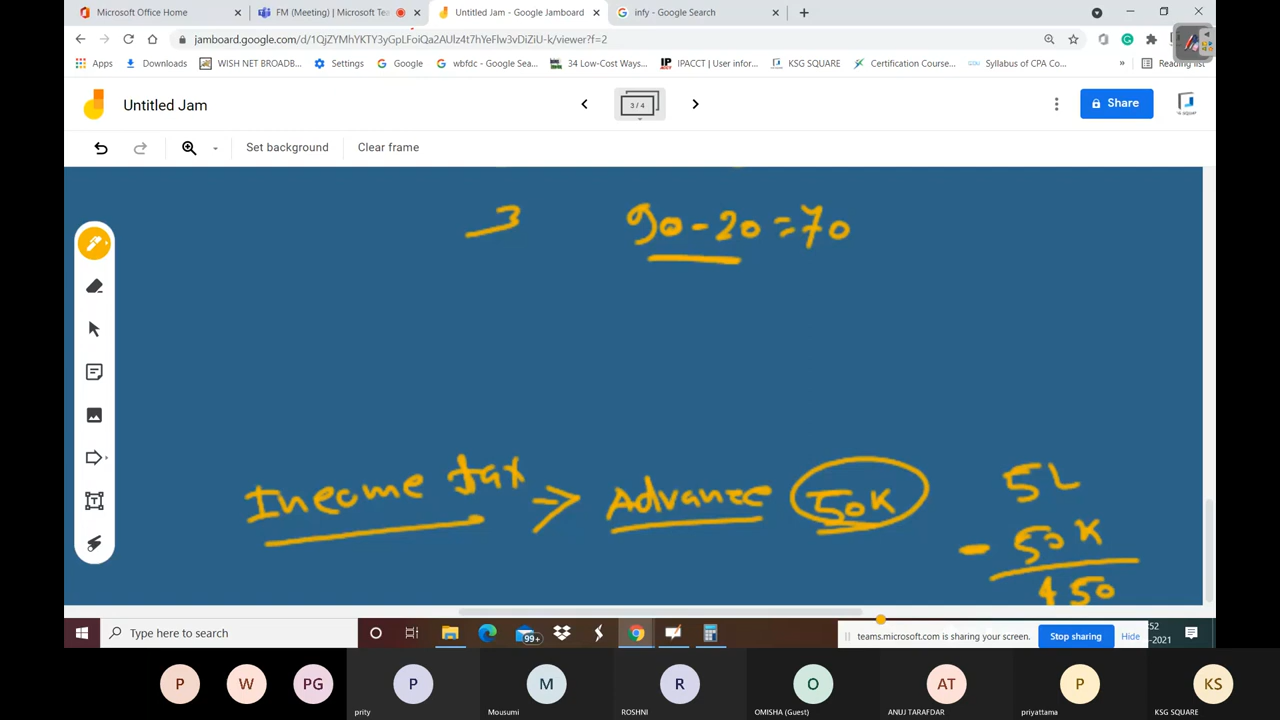 Microsoft Office Home
FM (Meeting) | Microsoft Tea
Untitled Jam - Google Jamboard
infy - Google Search
jamboard.google.com/d/1QjZYMhYKTY3yGpLFoiQa2AUlz4t7hYeFlw3vDiZiU-k/viewer?f=2
Apps
Downloads
WISH NET BROADB...
Settings
Google
wbfdc - Google Sea...
34 Low-Cost Ways...
IPACCT | User infor...
KSG SQUARE
Certification Course...
Syllabus of CPA Co...
»
Reading list
Untitled Jam
3 / 4
Share
Set background
Clear frame
3 90-20=70
Income tax => Advance 50K
5L
- 50K
450
Type here to search
99+
teams.microsoft.com is sharing your screen.
Stop sharing
Hide
52
-2021
P
W
PG
P
M
R
O
AT
P
KS
prity
Mousumi
ROSHNI
OMISHA (Guest)
ANUJ TARAFDAR
priyattama
KSG SQUARE